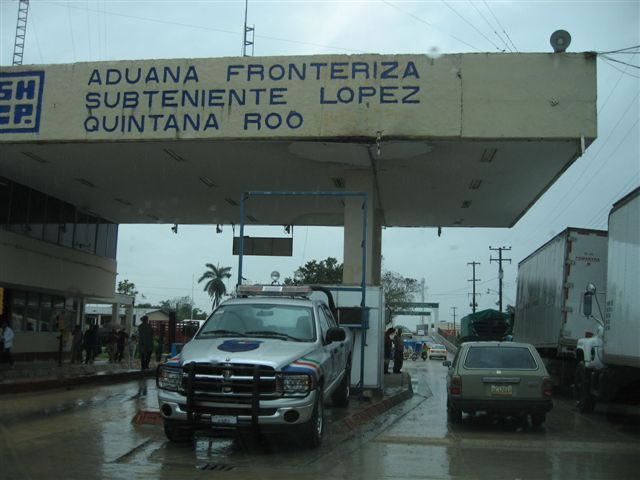 SH
CP.
ADUANA FRONTERIZA
SUBTENIENTE LOPEZ
QUINTANA ROO